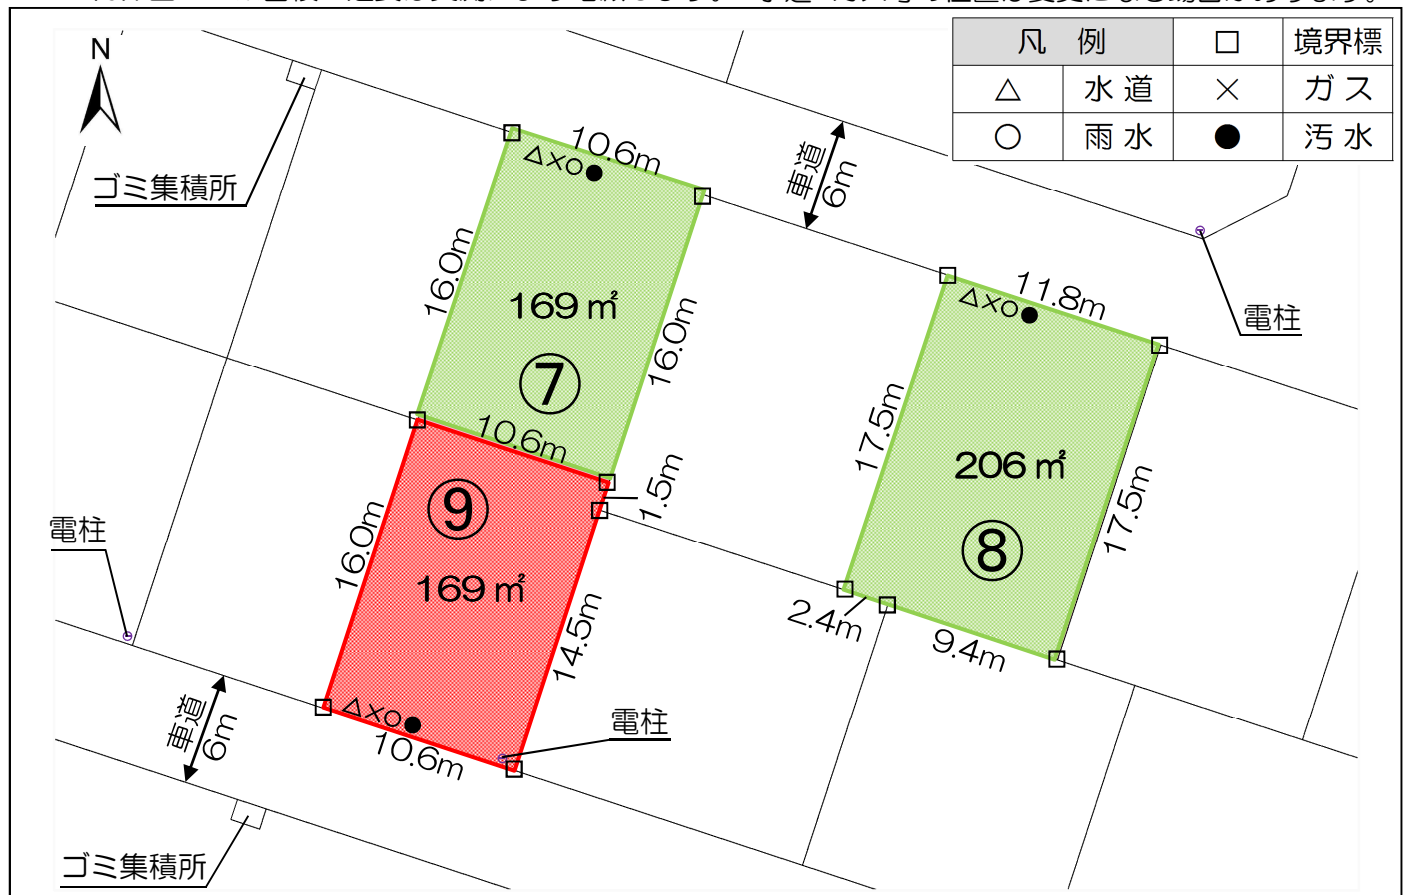 凡 例 □ 境界標
△ 水道 × ガス
○ 雨水 ● 汚水
N
ゴミ集積所
10.6m
△×○●
車道
6m
16.0m
169㎡
⑦
16.0m
10.6m
11.8m
△×○●
電柱
17.5m
206㎡
⑧
17.5m
2.4m
9.4m
1.5m
⑨
16.0m
169㎡
14.5m
電柱
△×○●
10.6m
電柱
車道
6m
ゴミ集積所